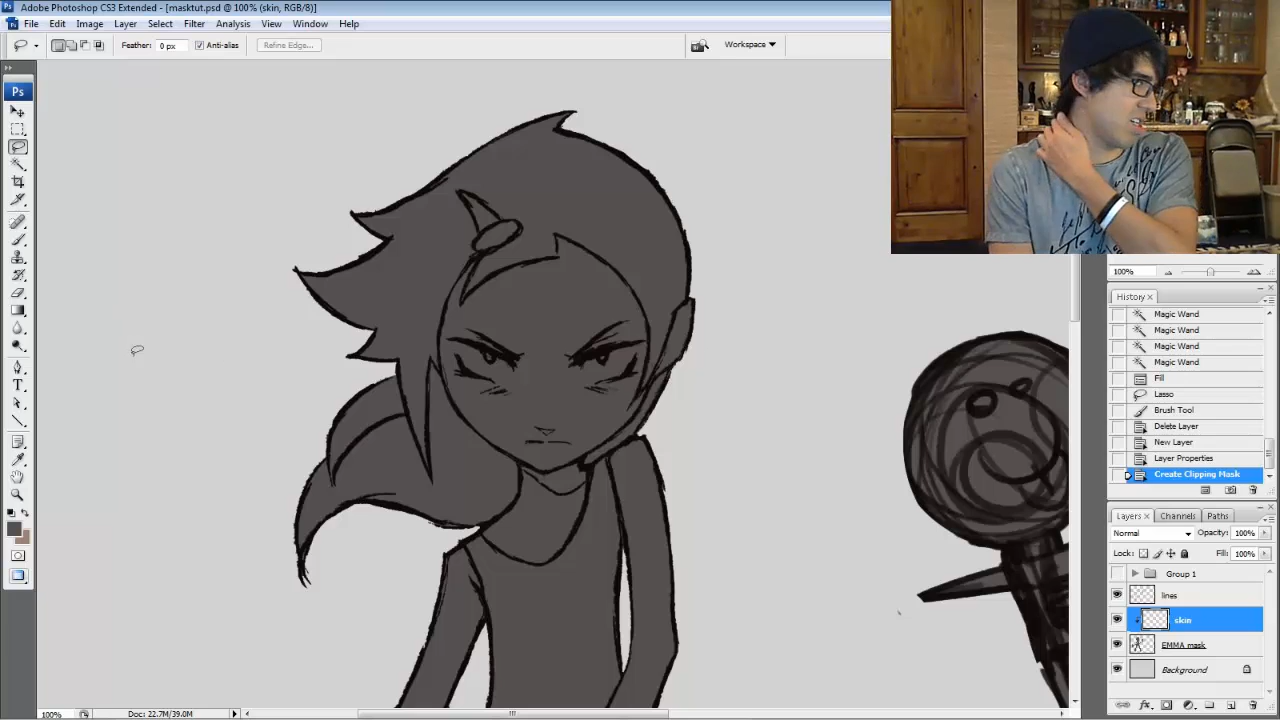 Adobe Photoshop CS3 Extended - [masktut.psd @ 100% (skin, RGB/8)]
File Edit Image Layer Select Filter Analysis View Window Help
Feather: 0 px Anti-alias Refine Edge... Workspace
Ps
100%
History
Magic Wand
Magic Wand
Magic Wand
Magic Wand
Fill
Lasso
Brush Tool
Delete Layer
New Layer
Layer Properties
Create Clipping Mask
Layers Channels Paths
Normal Opacity: 100%
Lock: Fill: 100%
Group 1
lines
skin
EMMA mask
Background
100% Doc: 22.7M/39.0M